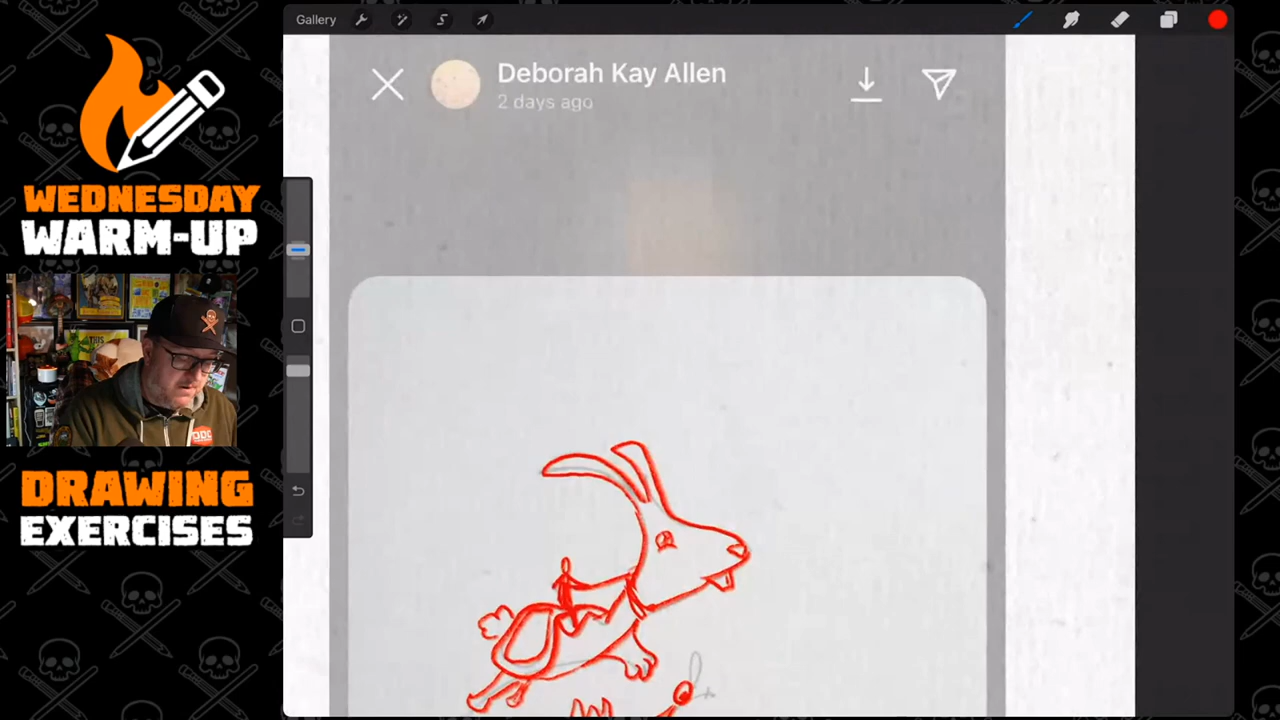 Gallery
Deborah Kay Allen
2 days ago
WEDNESDAY
WARM-UP
DRAWING
EXERCISES